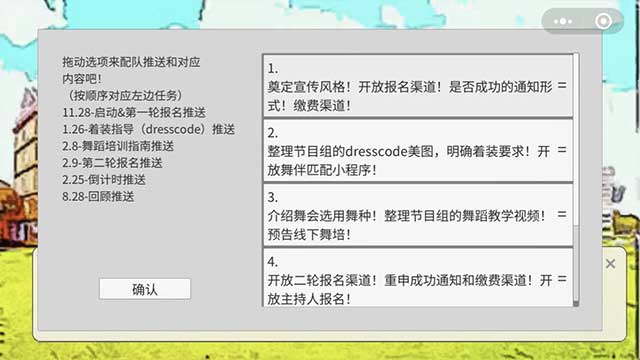 拖动选项来配队推送和对应
内容吧！
（按顺序对应左边任务）
11.28-启动&第一轮报名推送
1.26-着装指导（dresscode）推送
2.8-舞蹈培训指南推送
2.9-第二轮报名推送
2.25-倒计时推送
8.28-回顾推送
确认
1.
奠定宣传风格！开放报名渠道！是否成功的通知形
式！缴费渠道！
2.
整理节目组的dresscode美图，明确着装要求！开
放舞伴匹配小程序！
3.
介绍舞会选用舞种！整理节目组的舞蹈教学视频！
预告线下舞培！
4.
开放二轮报名渠道！重申成功通知和缴费渠道！开
放主持人报名！